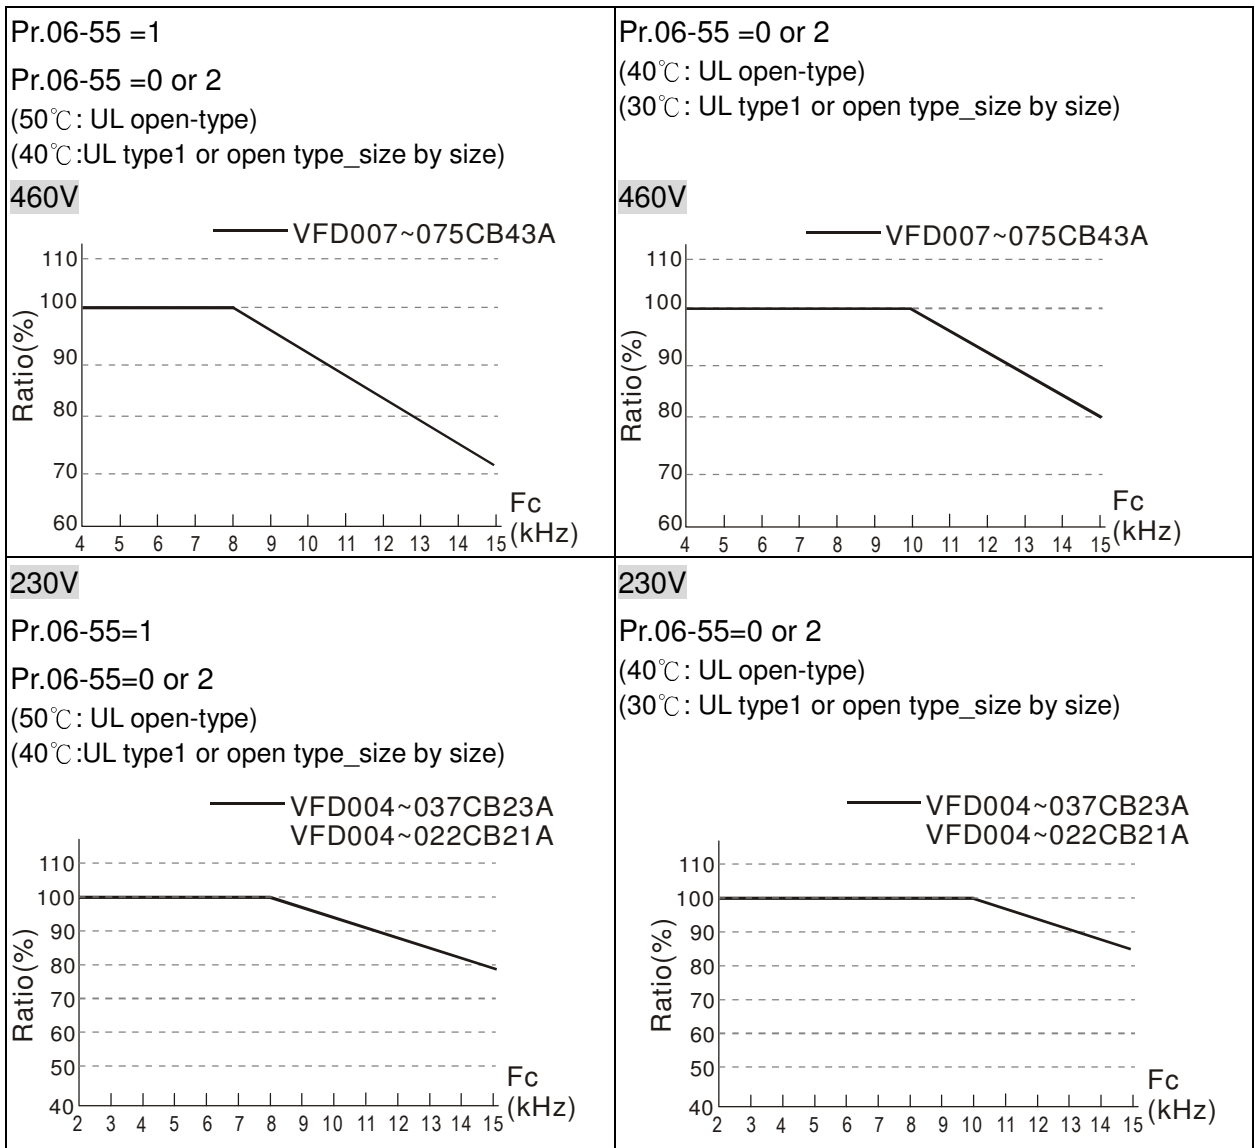 Pr.06-55 =1
Pr.06-55 =0 or 2
(50℃: UL open-type)
(40℃:UL type1 or open type_size by size)
460V
VFD007~075CB43A
110
100
90
80
70
60
Ratio(%)
4 5 6 7 8 9 10 11 12 13 14 15
Fc
(kHz)
Pr.06-55 =0 or 2
(40℃: UL open-type)
(30℃: UL type1 or open type_size by size)
460V
VFD007~075CB43A
110
100
90
80
70
60
Ratio(%)
4 5 6 7 8 9 10 11 12 13 14 15
Fc
(kHz)
230V
Pr.06-55=1
Pr.06-55=0 or 2
(50℃: UL open-type)
(40℃:UL type1 or open type_size by size)
VFD004~037CB23A
VFD004~022CB21A
110
100
90
80
70
60
50
40
Ratio(%)
2 3 4 5 6 7 8 9 10 11 12 13 14 15
Fc
(kHz)
230V
Pr.06-55=0 or 2
(40℃: UL open-type)
(30℃: UL type1 or open type_size by size)
VFD004~037CB23A
VFD004~022CB21A
110
100
90
80
70
60
50
40
Ratio(%)
2 3 4 5 6 7 8 9 10 11 12 13 14 15
Fc
(kHz)